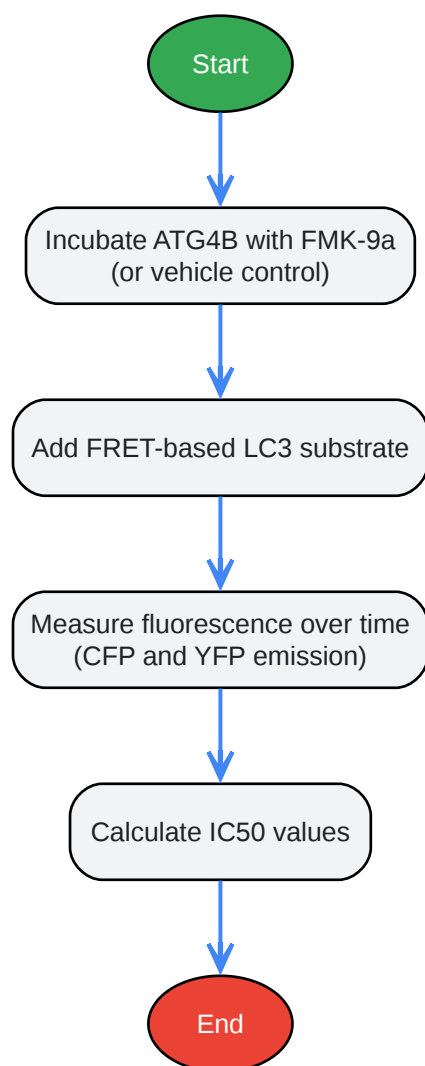 Start
Incubate ATG4B with FMK-9a
(or vehicle control)
Add FRET-based LC3 substrate
Measure fluorescence over time
(CFP and YFP emission)
Calculate IC50 values
End